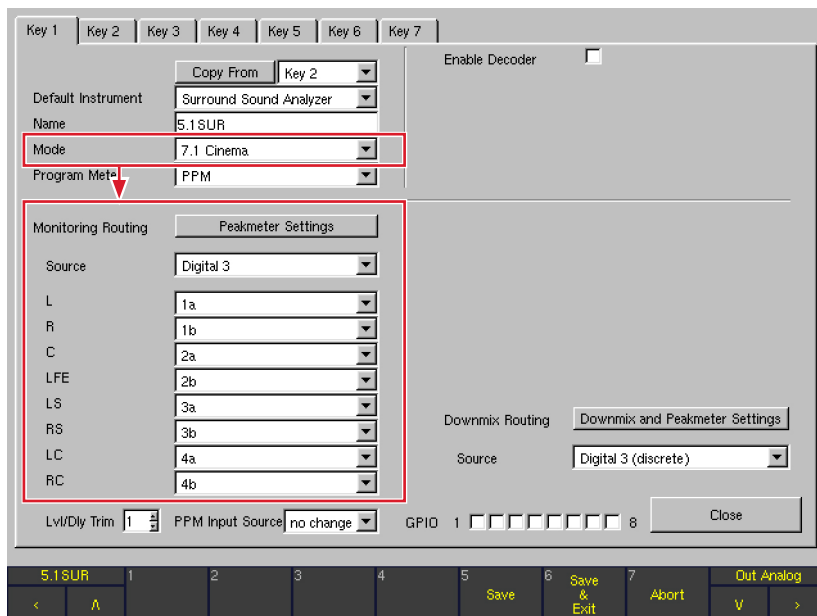 Key 1 Key 2 Key 3 Key 4 Key 5 Key 6 Key 7
Copy From Key 2
Enable Decoder
Default Instrument Surround Sound Analyzer
Name 5.1SUR
Mode 7.1 Cinema
Program Mete PPM
Monitoring Routing Peakmeter Settings
Source Digital 3
L 1a
R 1b
C 2a
LFE 2b
LS 3a
RS 3b
LC 4a
RC 4b
Downmix Routing Downmix and Peakmeter Settings
Source Digital 3 (discrete)
Lvl/Dly Trim 1 PPM Input Source no change GPIO 1 8 Close
5.1SUR 1 2 3 4 5 Save 6 Save & Exit 7 Abort Out Analog
< Λ V >